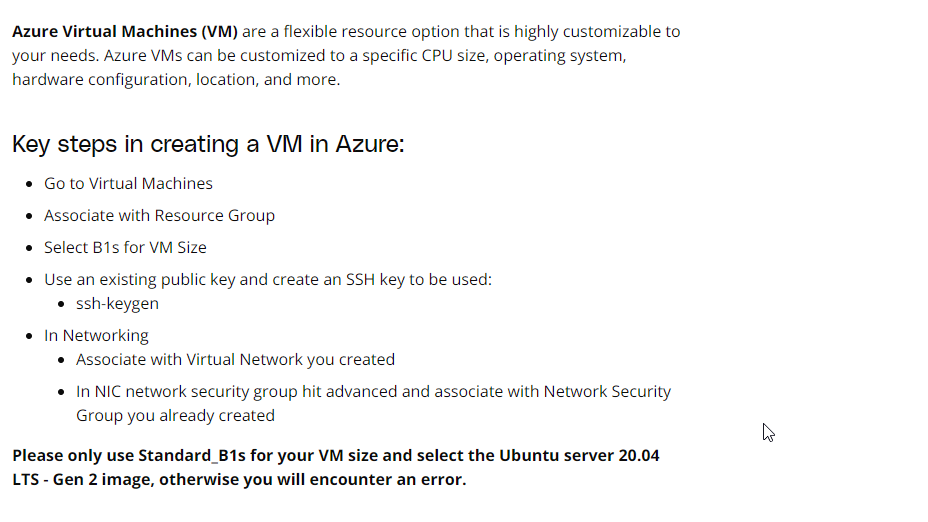 Azure Virtual Machines (VM) are a flexible resource option that is highly customizable to
your needs. Azure VMs can be customized to a specific CPU size, operating system,
hardware configuration, location, and more.
Key steps in creating a VM in Azure:
• Go to Virtual Machines
• Associate with Resource Group
• Select B1s for VM Size
• Use an existing public key and create an SSH key to be used:
• ssh-keygen
• In Networking
• Associate with Virtual Network you created
• In NIC network security group hit advanced and associate with Network Security
Group you already created
Please only use Standard_B1s for your VM size and select the Ubuntu server 20.04
LTS - Gen 2 image, otherwise you will encounter an error.